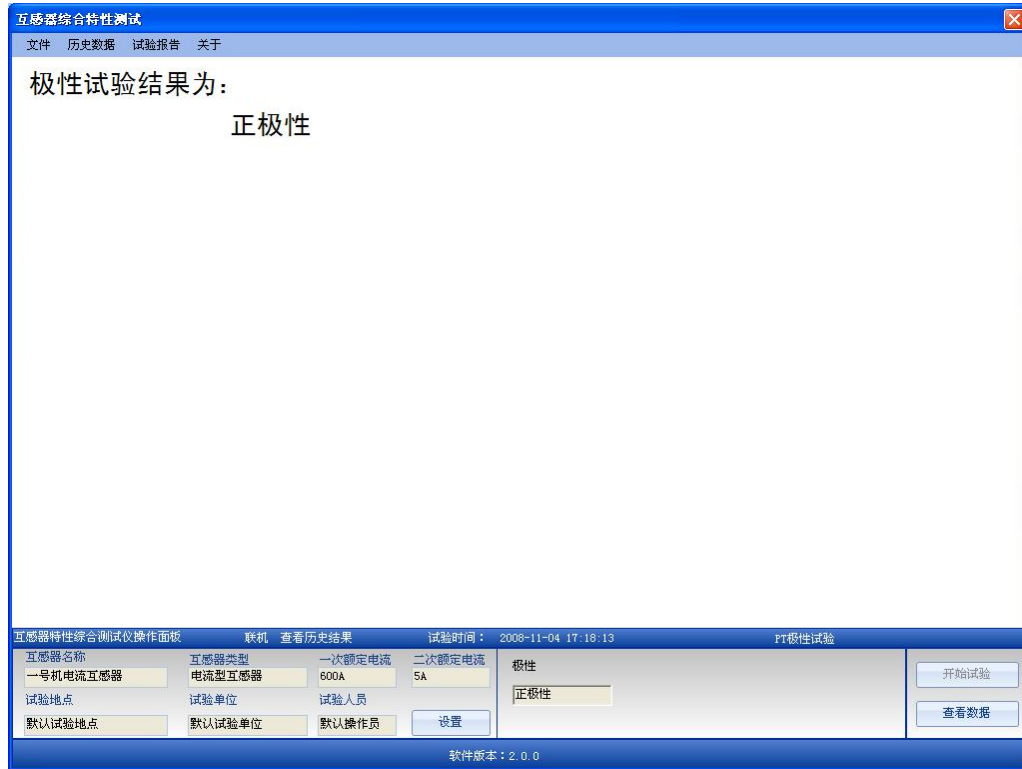 互感器综合特性测试
文件 历史数据 试验报告 关于
极性试验结果为:
正极性
互感器特性综合测试仪操作面板 联机 查看历史结果 试验时间: 2008-11-04 17:18:13 PT极性试验
互感器名称 互感器类型 一次额定电流 二次额定电流 极性
一号机电流互感器 电流型互感器 600A 5A 开始试验
试验地点 试验单位 试验人员 正极性
默认试验地点 默认试验单位 默认操作员 设置 查看数据
软件版本:2.0.0